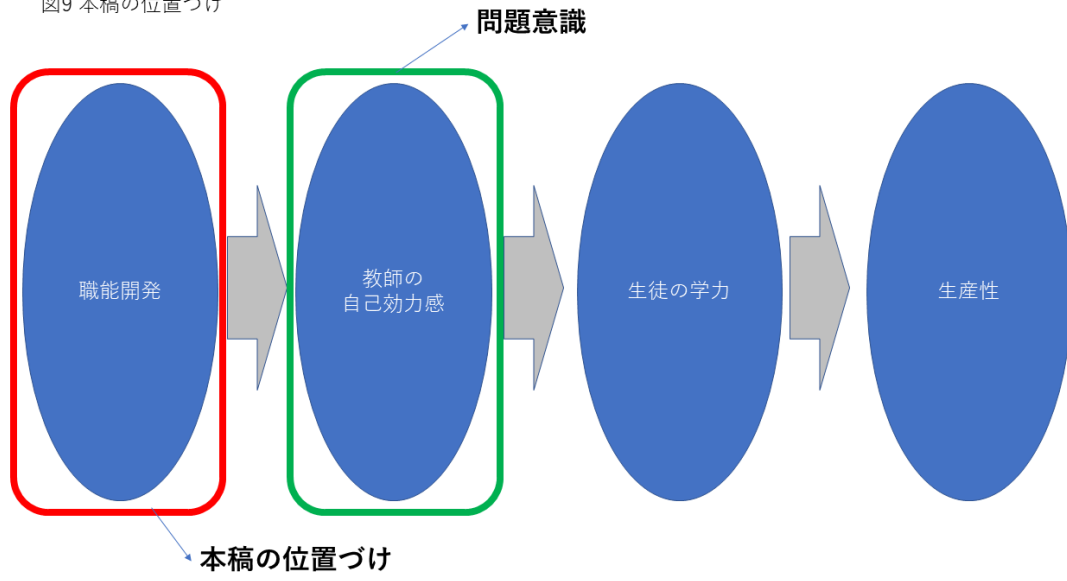 図9 本稿の位置づけ
問題意識
職能開発
教師の
自己効力感
生徒の学力
生産性
本稿の位置づけ